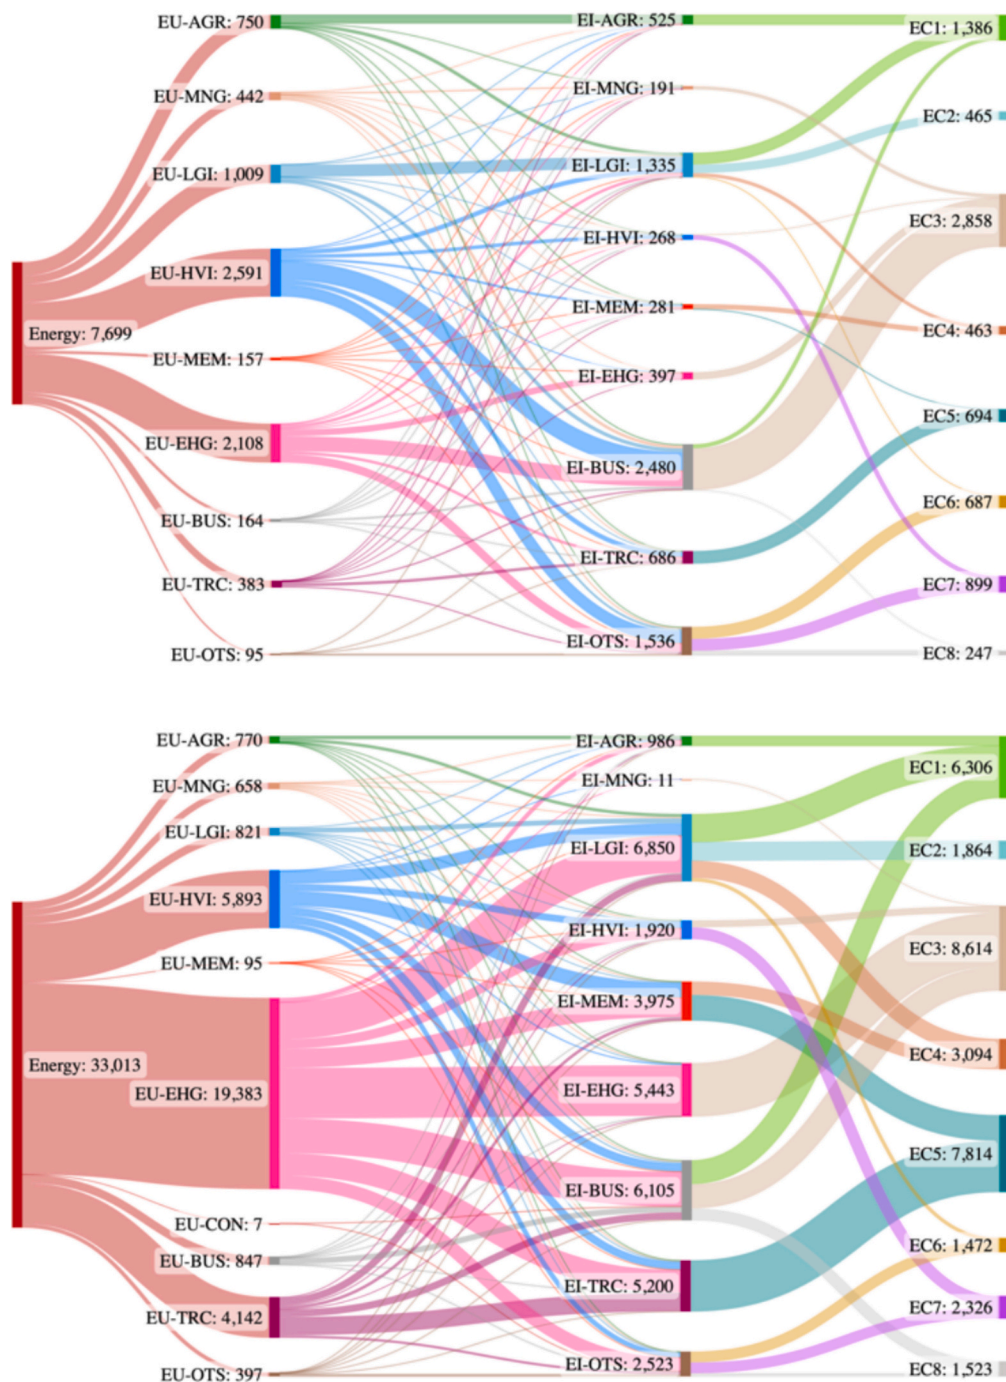 EU-AGR: 750
EI-AGR: 525
EC1: 1,386
EU-MNG: 442
EI-MNG: 191
EC2: 465
EU-LGI: 1,009
EI-LGI: 1,335
EC3: 2,858
EI-HVI: 268
EU-HVI: 2,591
EI-MEM: 281
Energy: 7,699
EC4: 463
EU-MEM: 157
EI-EHG: 397
EC5: 694
EU-EHG: 2,108
EI-BUS: 2,480
EC6: 687
EU-BUS: 164
EI-TRC: 686
EU-TRC: 383
EC7: 899
EI-OTS: 1,536
EU-OTS: 95
EC8: 247
EU-AGR: 770
EI-AGR: 986
EC1: 6,306
EI-MNG: 11
EU-MNG: 658
EU-LGI: 821
EI-LGI: 6,850
EC2: 1,864
EU-HVI: 5,893
EI-HVI: 1,920
EC3: 8,614
EU-MEM: 95
EI-MEM: 3,975
EC4: 3,094
Energy: 33,013
EU-EHG: 19,383
EI-EHG: 5,443
EC5: 7,814
EI-BUS: 6,105
EU-CON: 7
EC6: 1,472
EU-BUS: 847
EI-TRC: 5,200
EC7: 2,326
EU-TRC: 4,142
EI-OTS: 2,523
EC8: 1,523
EU-OTS: 397